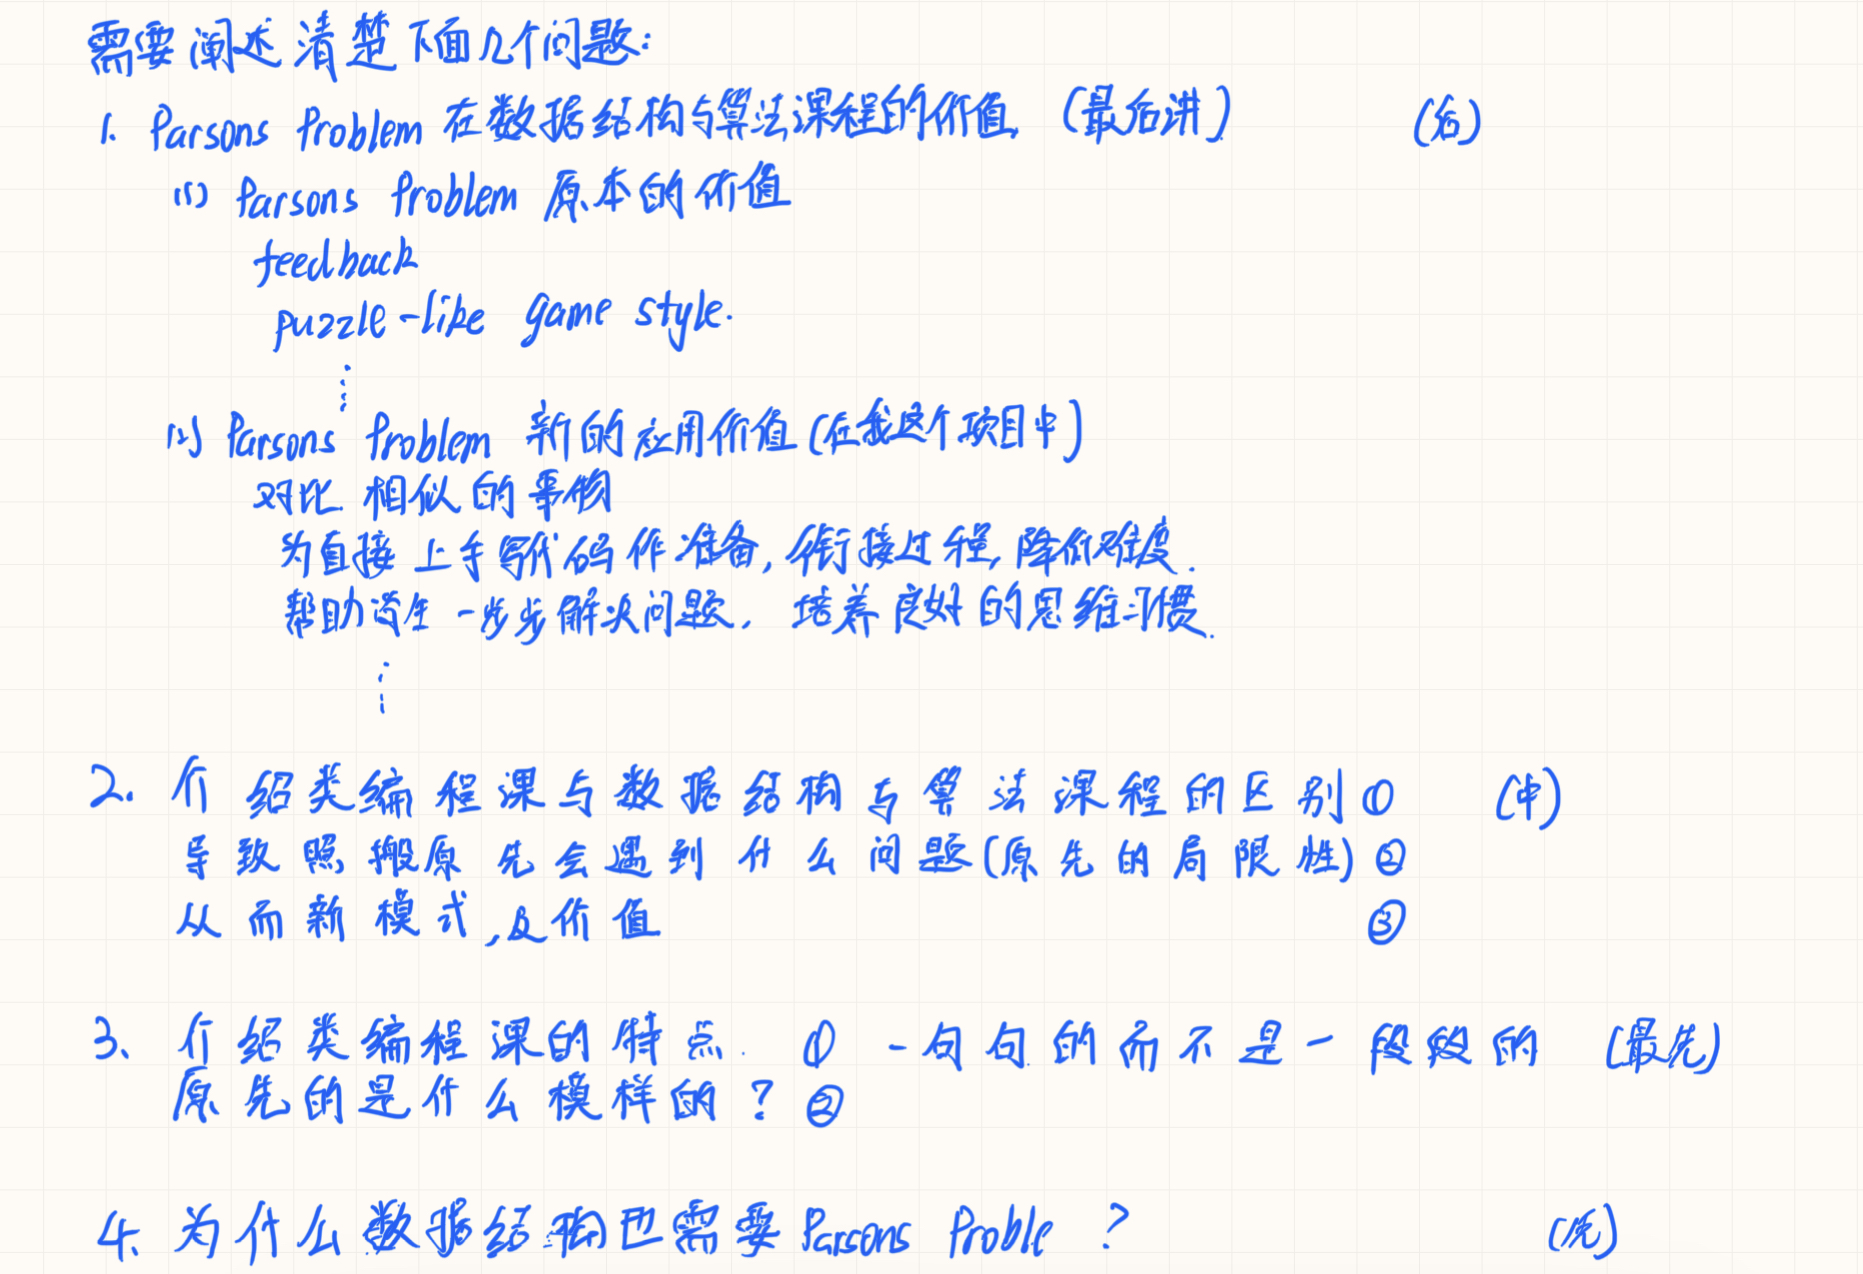 需要阐述清楚下面几个问题:
1. Parsons Problem 在数据结构与算法课程的价值. (最后讲) (后)
(1) Parsons Problem 原本的价值
feedback
puzzle-like game style.
⋮
(2) Parsons Problem 新的应用价值 (在我这个项目中)
对比相似的事物
为直接上手写代码作准备, 衔接过程, 降低难度.
帮助学生一步步解决问题, 培养良好的思维习惯.
⋮
2. 介绍类编程课与数据结构与算法课程的区别① (中)
导致照搬原先会遇到什么问题(原先的局限性) ②
从而新模式,及价值 ③
3、介绍类编程课的特点. ① 一句句的而不是一段段的 (最先)
原先的是什么模样的? ②
4. 为什么数据结构也需要 Parsons Proble ? (先)